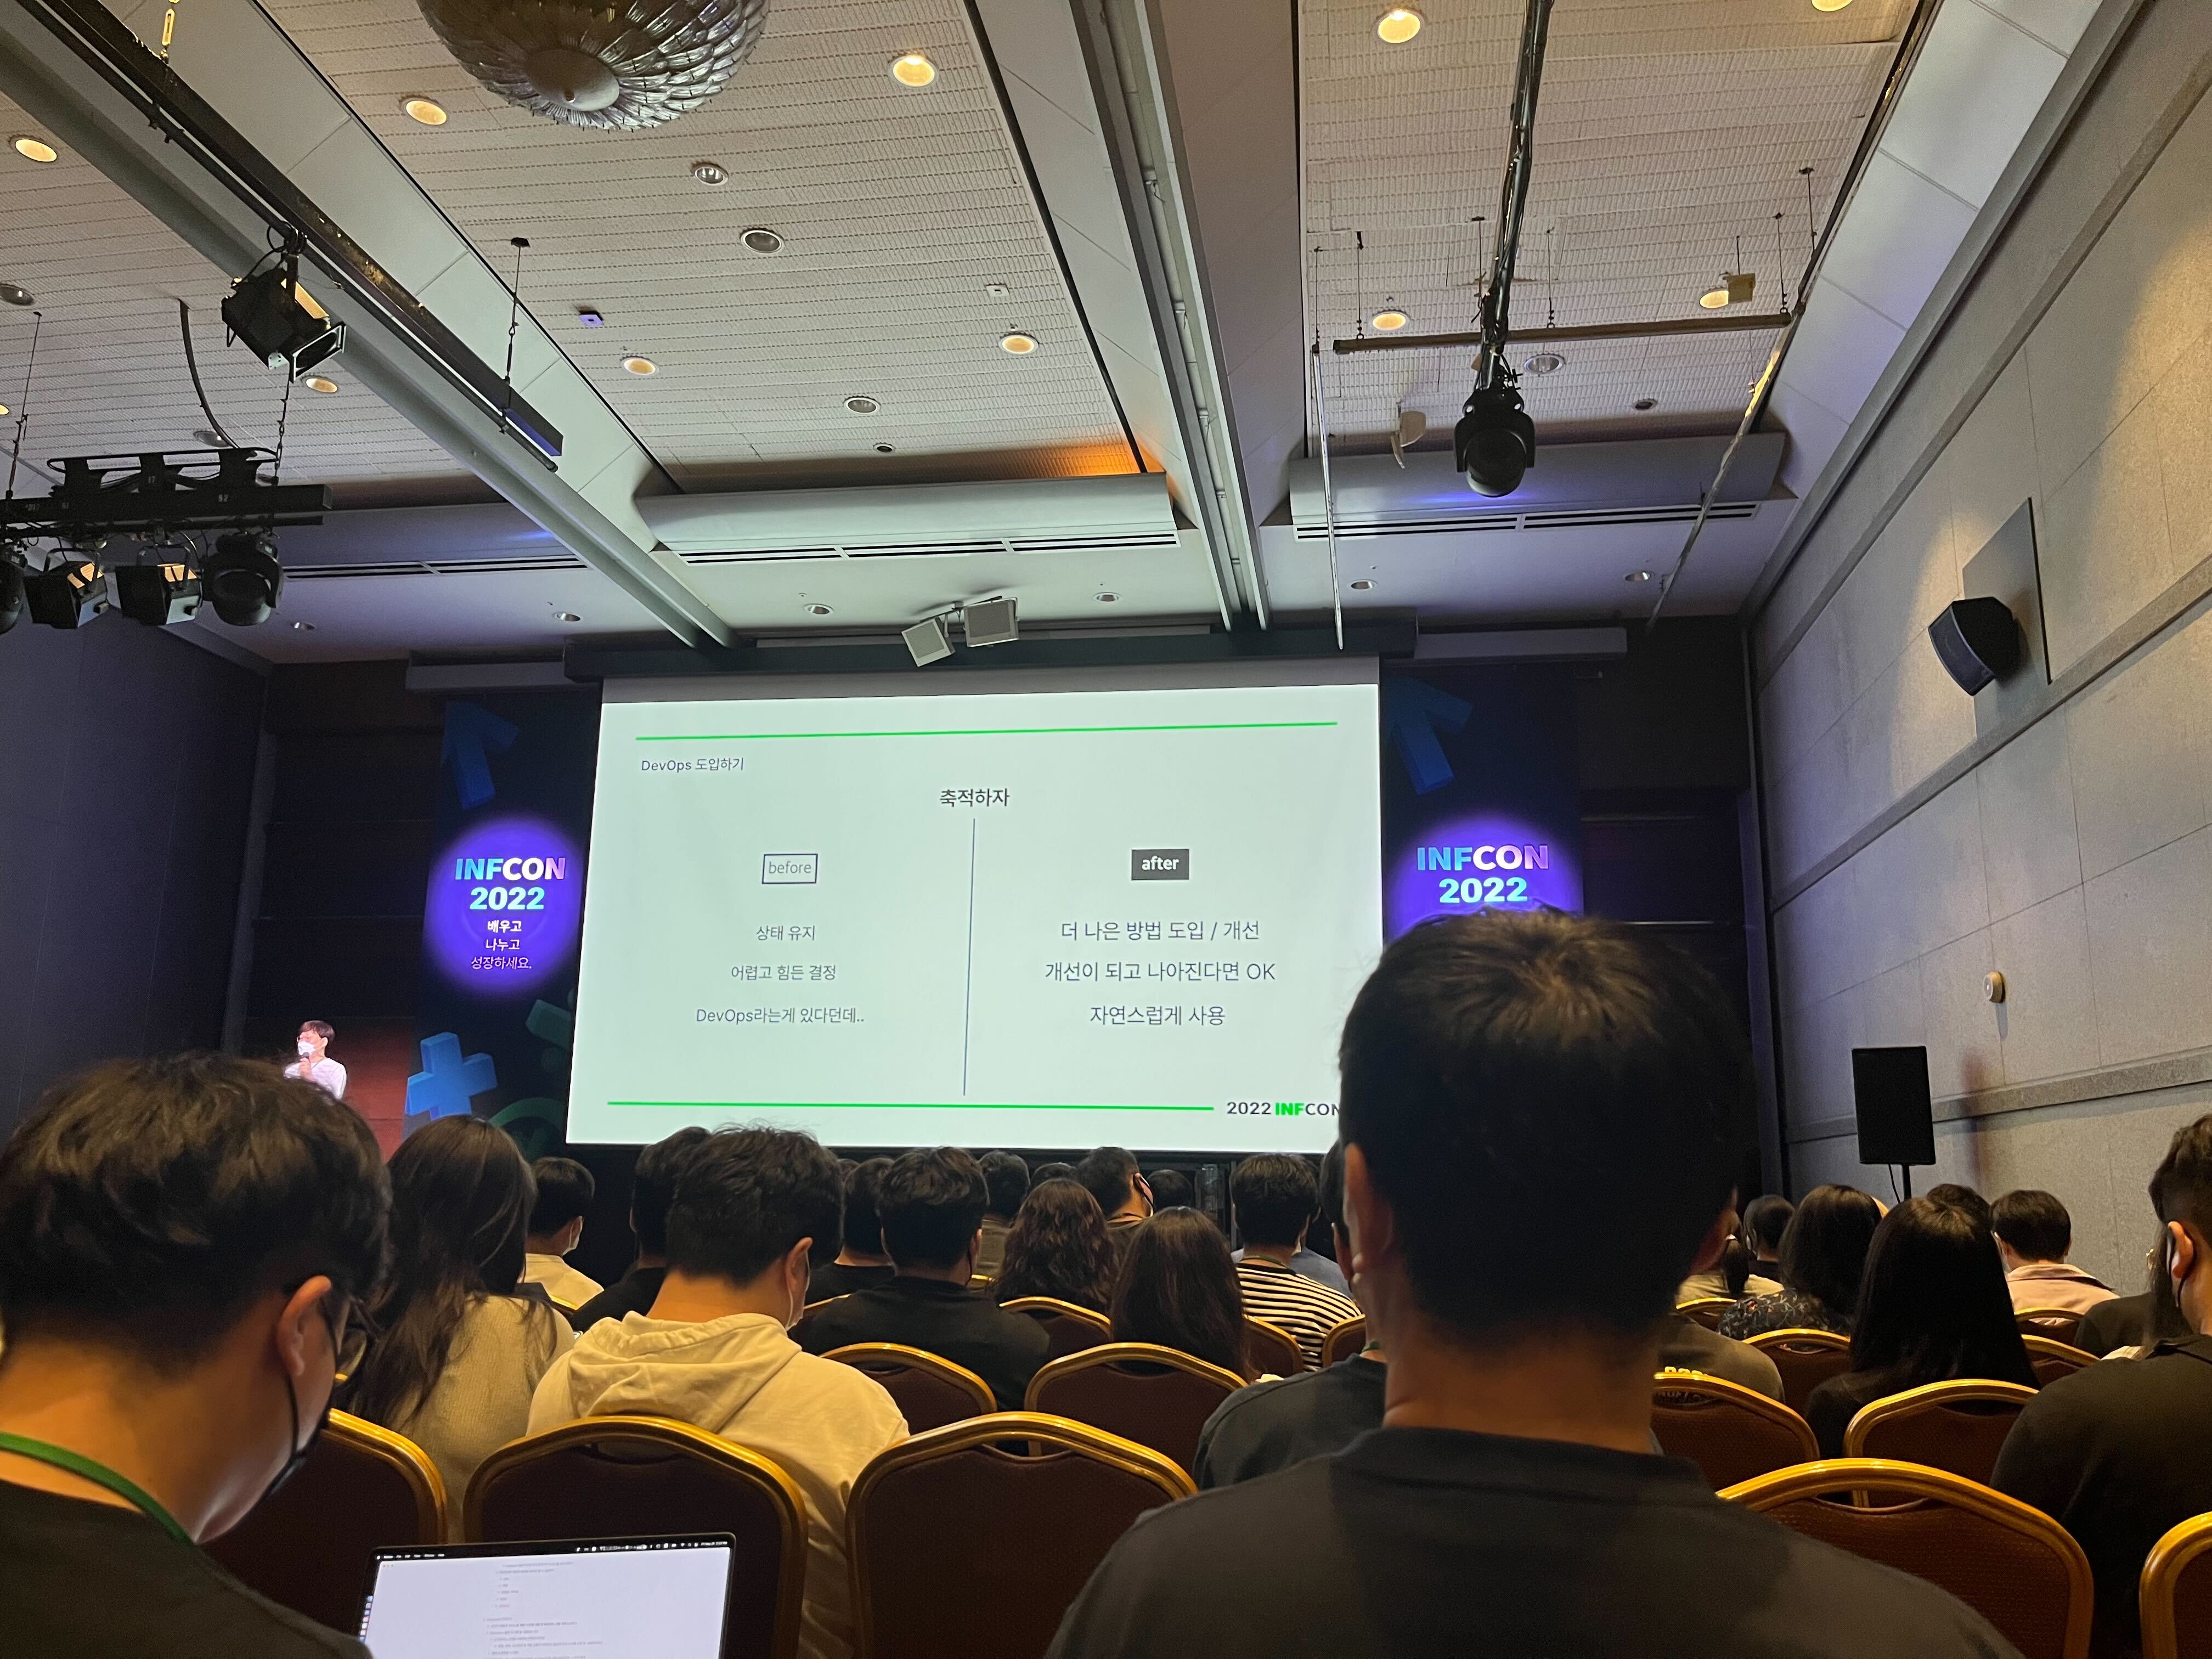 DevOps 도입하기
축적하자
before
상태 유지
어렵고 힘든 결정
DevOps라는게 있다던데..
after
더 나은 방법 도입 / 개선
개선이 되고 나아진다면 OK
자연스럽게 사용
2022 INFCON
INFCON
2022
배우고
나누고
성장하세요.
INFCON
2022